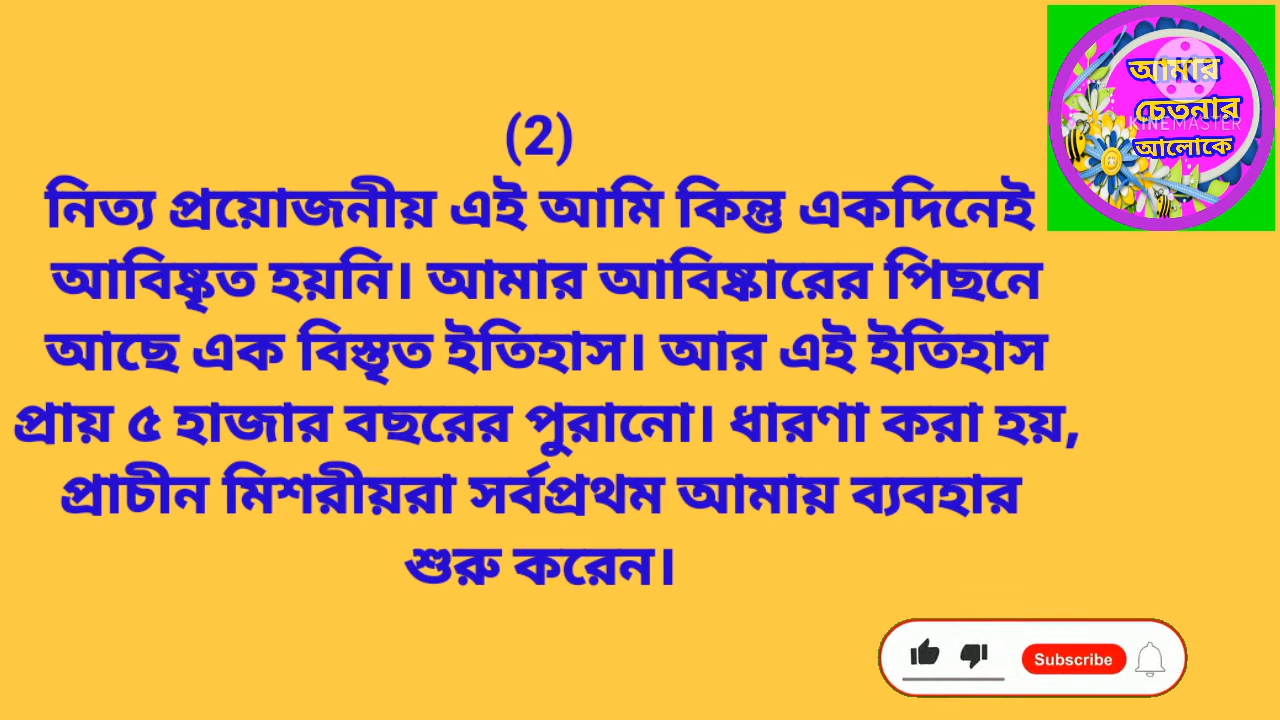 (2)
নিত্য প্রয়োজনীয় এই আমি কিন্তু একদিনেই
আবিষ্কৃত হয়নি। আমার আবিষ্কারের পিছনে
আছে এক বিস্তৃত ইতিহাস। আর এই ইতিহাস
প্রায় ৫ হাজার বছরের পুরানো। ধারণা করা হয়,
প্রাচীন মিশরীয়রা সর্বপ্রথম আমায় ব্যবহার
শুরু করেন।
আমার
চেতনার
KINEMASTER
আলোকে
Subscribe